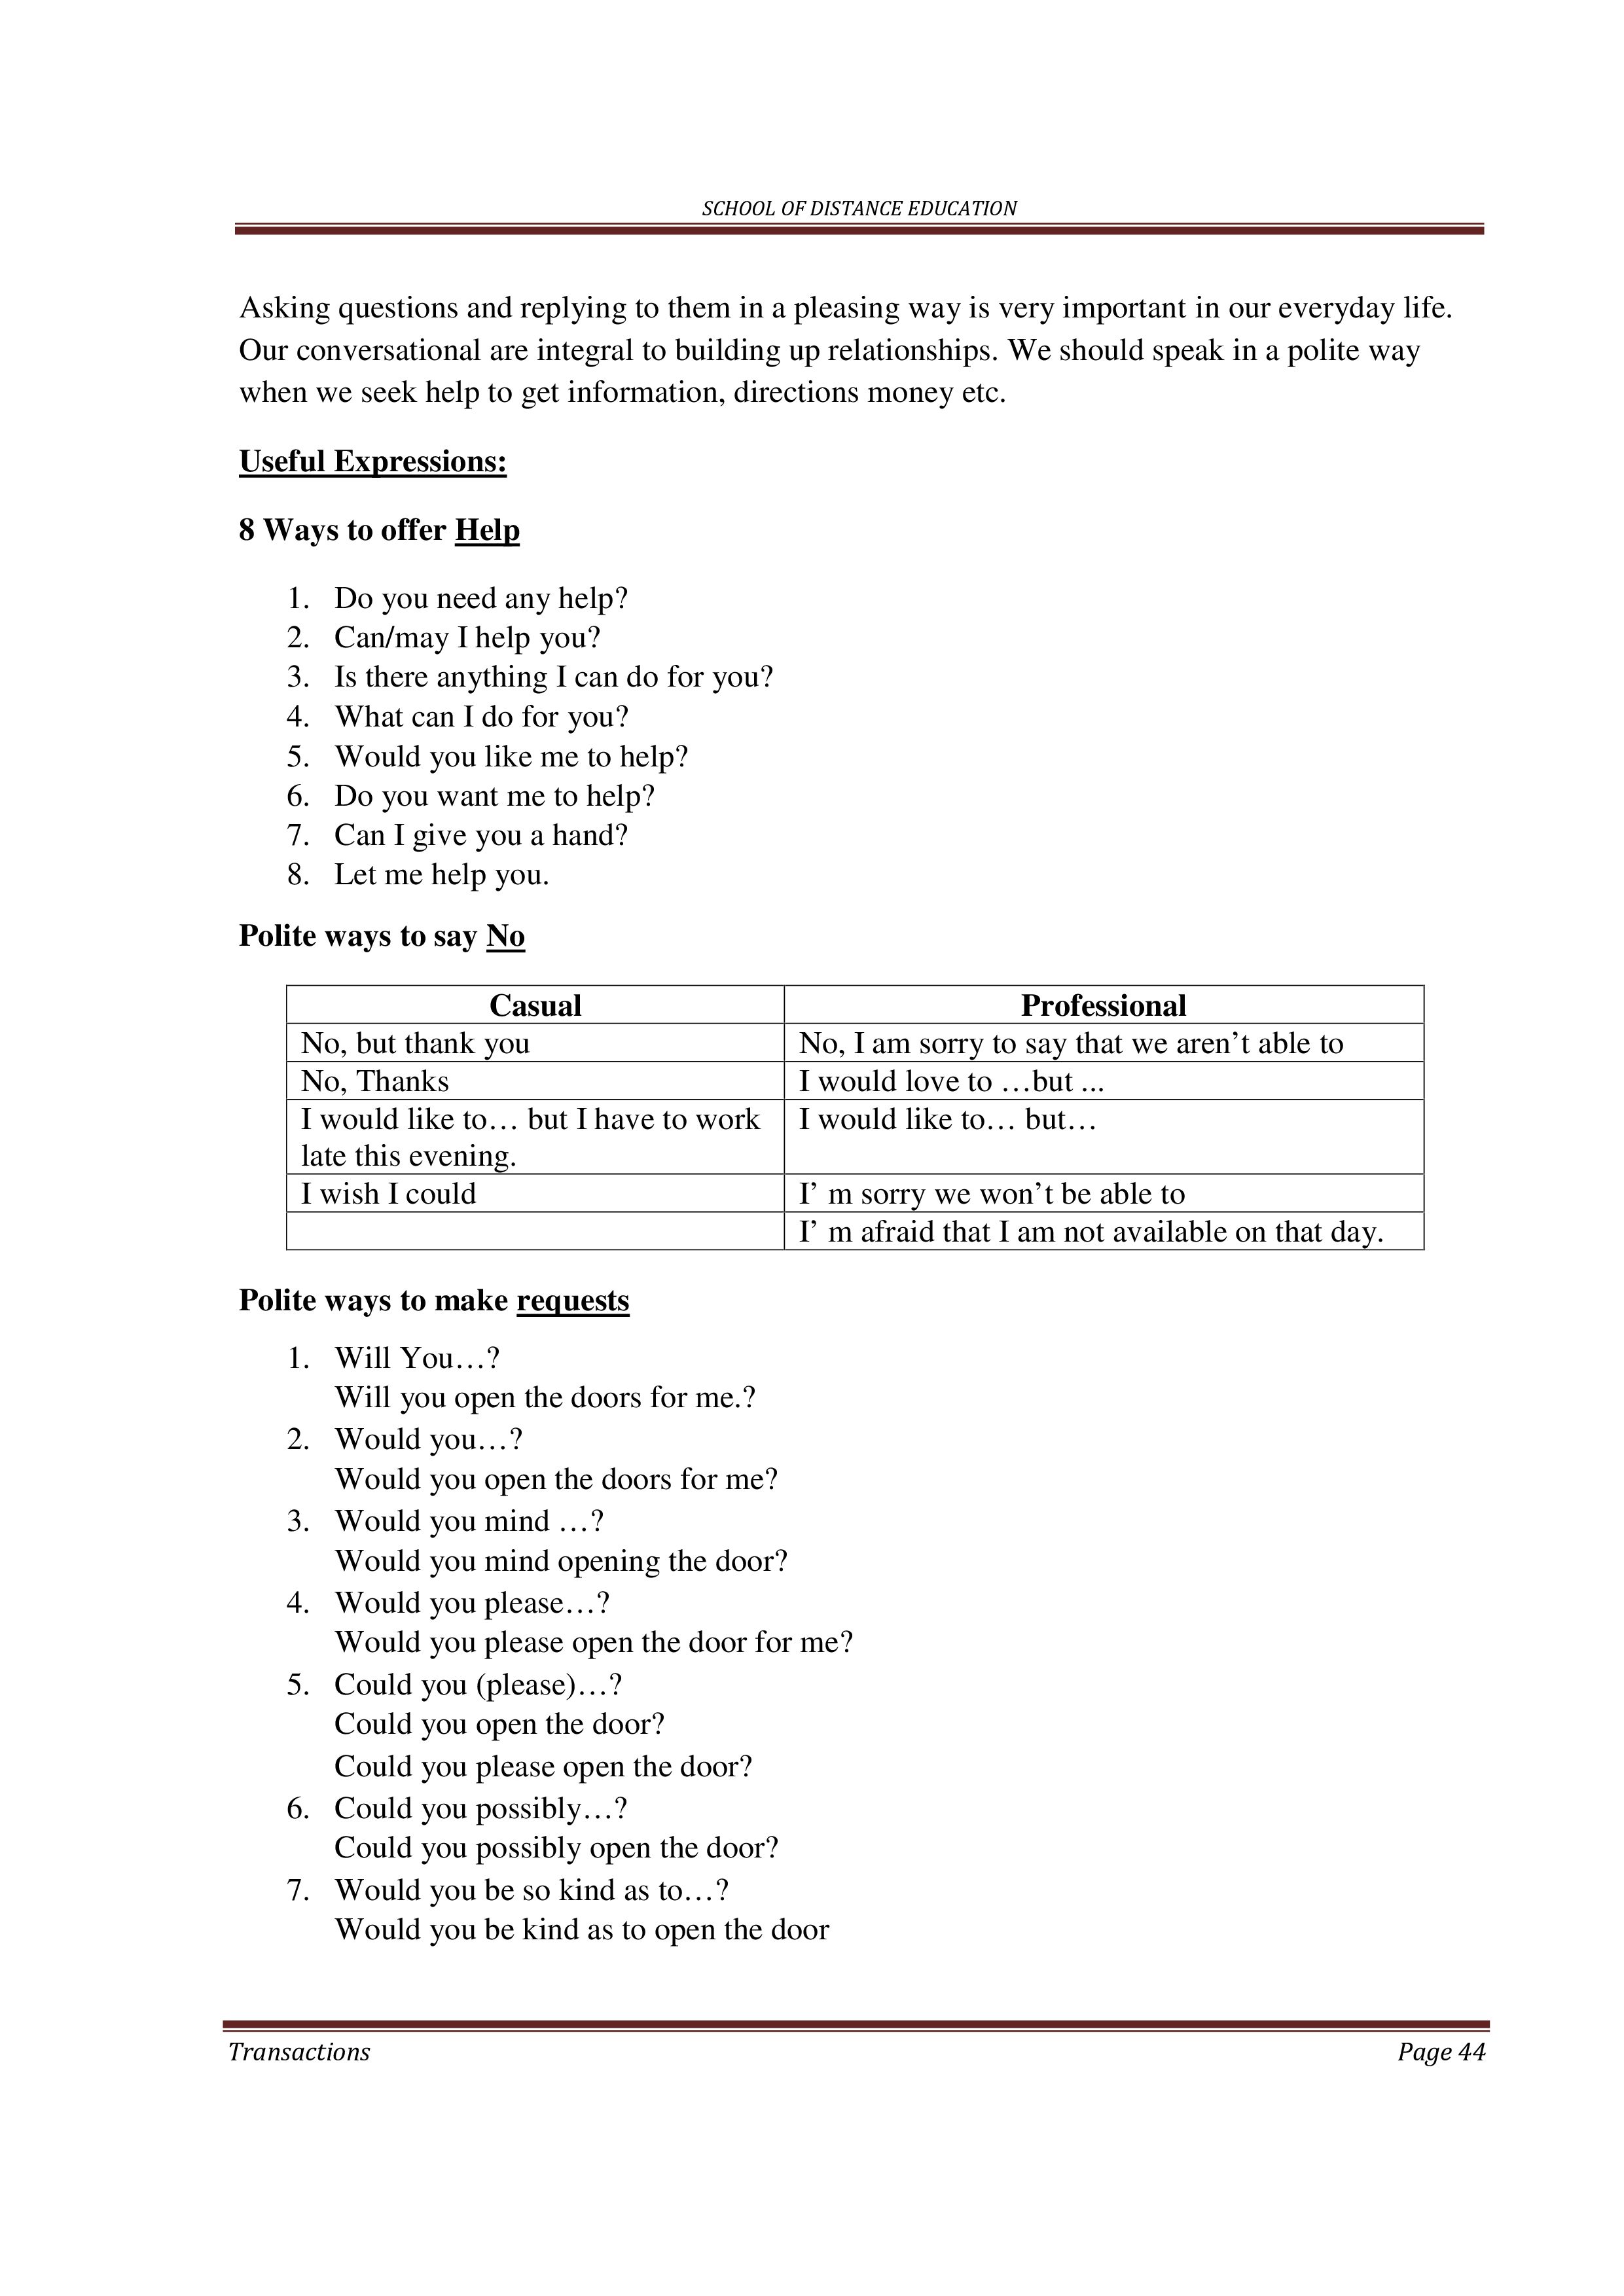 SCHOOL OF DISTANCE EDUCATION
Asking questions and replying to them in a pleasing way is very important in our everyday life.
Our conversational are integral to building up relationships. We should speak in a polite way
when we seek help to get information, directions money etc.
Useful Expressions:
8 Ways to offer Help
1. Do you need any help?
2. Can/may I help you?
3. Is there anything I can do for you?
4. What can I do for you?
5. Would you like me to help?
6. Do you want me to help?
7. Can I give you a hand?
8. Let me help you.
Polite ways to say No
Casual Professional
No, but thank you No, I am sorry to say that we aren’t able to
No, Thanks I would love to …but ...
I would like to… but I have to work I would like to… but…
late this evening.
I wish I could I’ m sorry we won’t be able to
I’ m afraid that I am not available on that day.
Polite ways to make requests
1. Will You…?
Will you open the doors for me.?
2. Would you…?
Would you open the doors for me?
3. Would you mind …?
Would you mind opening the door?
4. Would you please…?
Would you please open the door for me?
5. Could you (please)…?
Could you open the door?
Could you please open the door?
6. Could you possibly…?
Could you possibly open the door?
7. Would you be so kind as to…?
Would you be kind as to open the door
Transactions Page 44